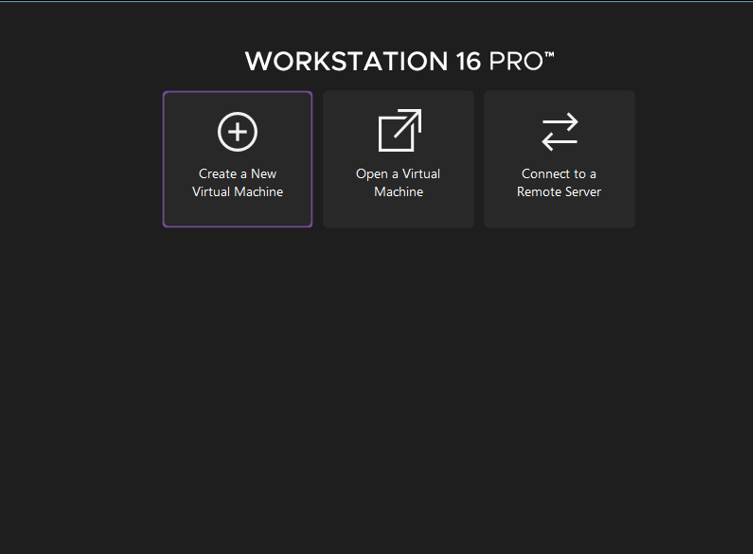 WORKSTATION 16 PRO™
Create a New
Virtual Machine
Open a Virtual
Machine
Connect to a
Remote Server